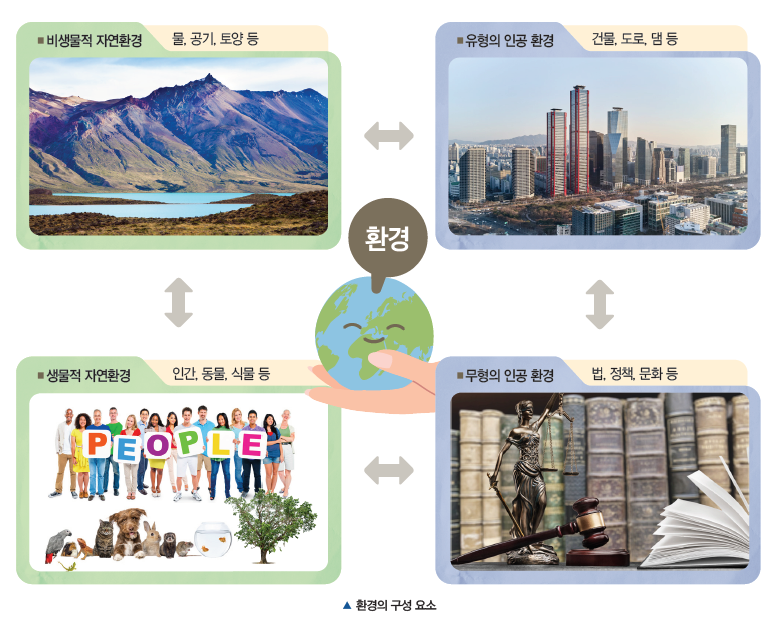 ■ 비생물적 자연환경
물, 공기, 토양 등
■ 유형의 인공 환경
건물, 도로, 댐 등
환경
■ 생물적 자연환경
인간, 동물, 식물 등
■ 무형의 인공 환경
법, 정책, 문화 등
PEOPLE
▲ 환경의 구성 요소